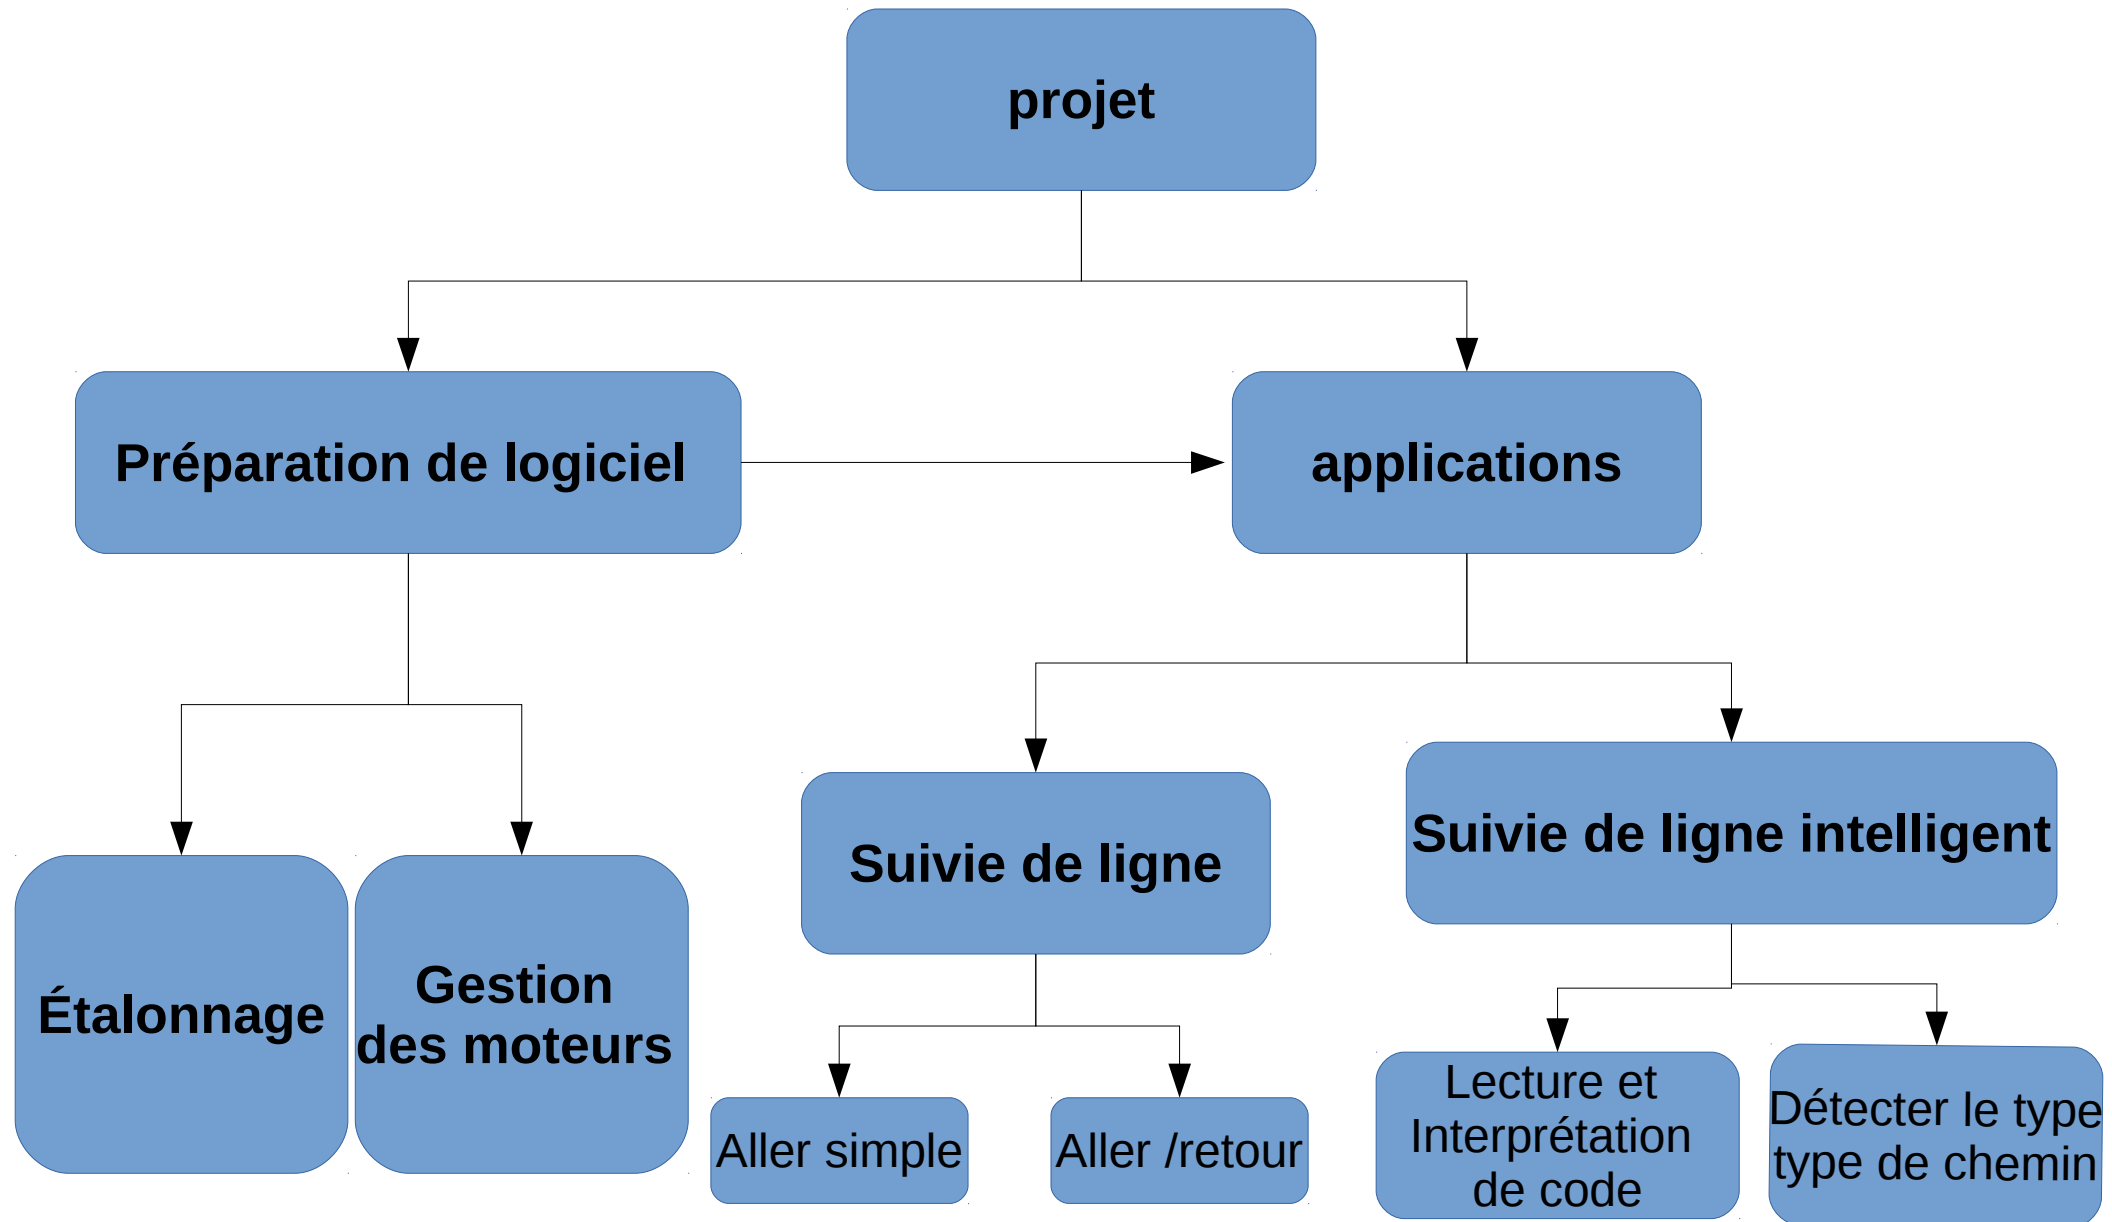 projet
Préparation de logiciel
applications
Suivie de ligne
Suivie de ligne intelligent
Étalonnage
Gestion
des moteurs
Aller simple
Aller /retour
Lecture et
Interprétation
de code
Détecter le type
type de chemin